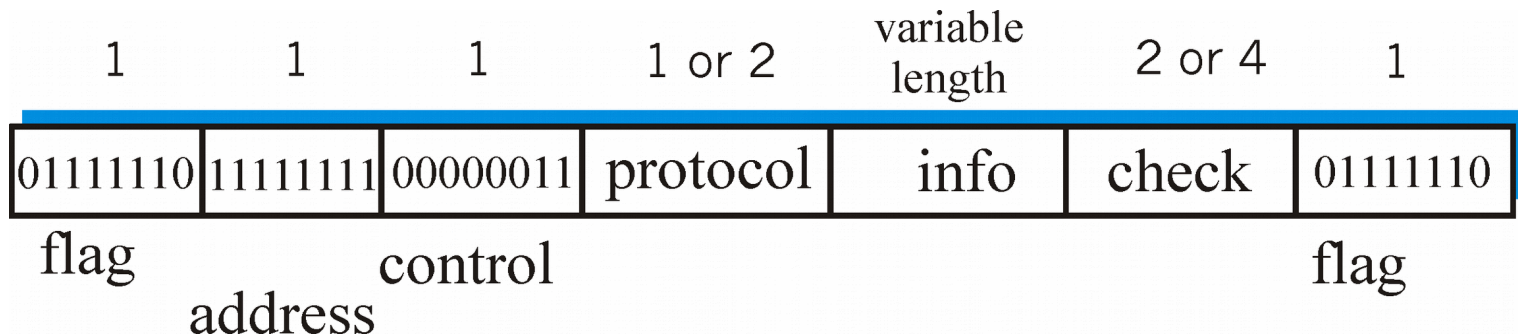 1 1 1 1 or 2 variable length 2 or 4 1
01111110 11111111 00000011 protocol info check 01111110
flag control flag
address